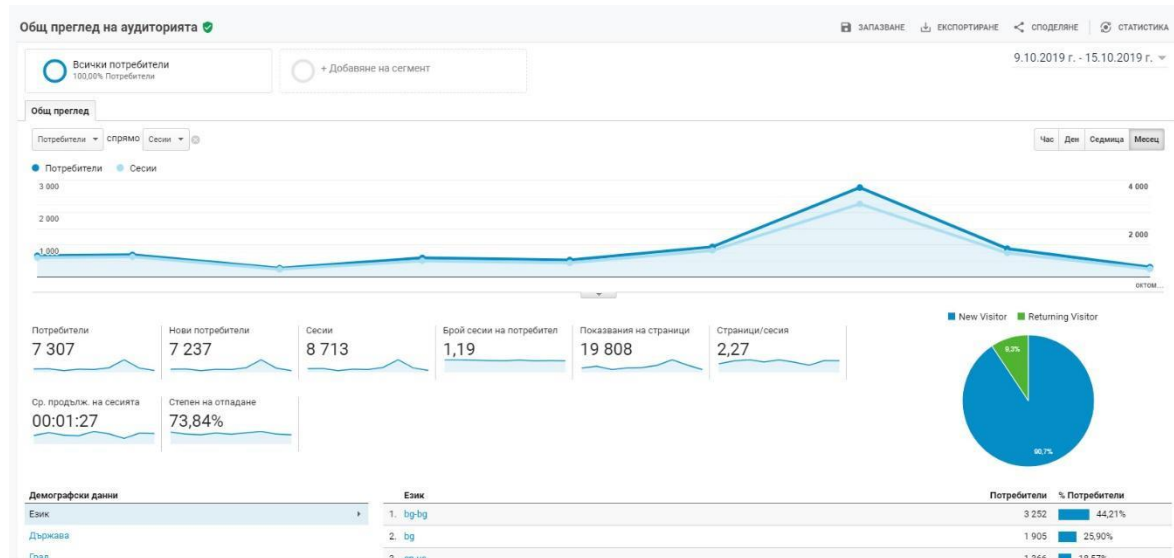 Общ преглед на аудиторията
ЗАПАЗВАНЕ ЕКСПОРТИРАНЕ СПОДЕЛЯНЕ СТАТИСТИКА
Всички потребители
100,00% Потребители
+ Добавяне на сегмент
9.10.2019 г. - 15.10.2019 г.
Общ преглед
Потребители спрямо Сесии
Час Ден Седмица Месец
Потребители Сесии
3 000 4 000
2 000 2 000
1 000
октом...
New Visitor Returning Visitor
Потребители Нови потребители Сесии Брой сесии на потребител Показвания на страници Страници/сесия
7 307 7 237 8 713 1,19 19 808 2,27
9,3%
Ср. продълж. на сесията Степен на отпадане
00:01:27 73,84%
90,7%
Демографски данни Език Потребители % Потребители
Език 1. bg-bg 3 252 44,21%
Държава 2. bg 1 905 25,90%